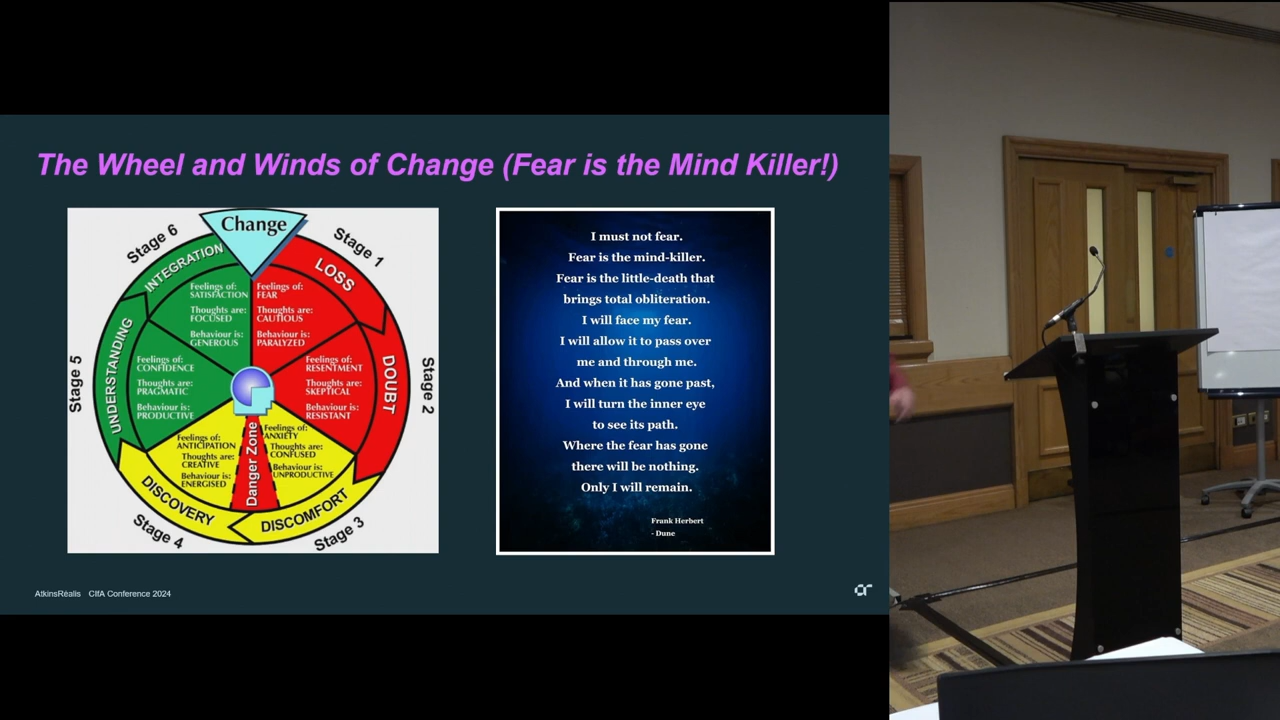 The Wheel and Winds of Change (Fear is the Mind Killer!)
Change
Stage 1
LOSS
Feelings of:
FEAR
Thoughts are:
CAUTIOUS
Behaviour is:
PARALYZED
Stage 2
DOUBT
Feelings of:
RESENTMENT
Thoughts are:
SKEPTICAL
Behaviour is:
RESISTANT
Stage 3
DISCOMFORT
Feelings of:
ANXIETY
Thoughts are:
CONFUSED
Behaviour is:
UNPRODUCTIVE
Danger Zone
Stage 4
DISCOVERY
Feelings of:
ANTICIPATION
Thoughts are:
CREATIVE
Behaviour is:
ENERGISED
Stage 5
UNDERSTANDING
Feelings of:
CONFIDENCE
Thoughts are:
PRAGMATIC
Behaviour is:
PRODUCTIVE
Stage 6
INTEGRATION
Feelings of:
SATISFACTION
Thoughts are:
FOCUSED
Behaviour is:
GENEROUS
I must not fear.
Fear is the mind-killer.
Fear is the little-death that
brings total obliteration.
I will face my fear.
I will allow it to pass over
me and through me.
And when it has gone past,
I will turn the inner eye
to see its path.
Where the fear has gone
there will be nothing.
Only I will remain.
Frank Herbert
- Dune
AtkinsRéalis CIfA Conference 2024